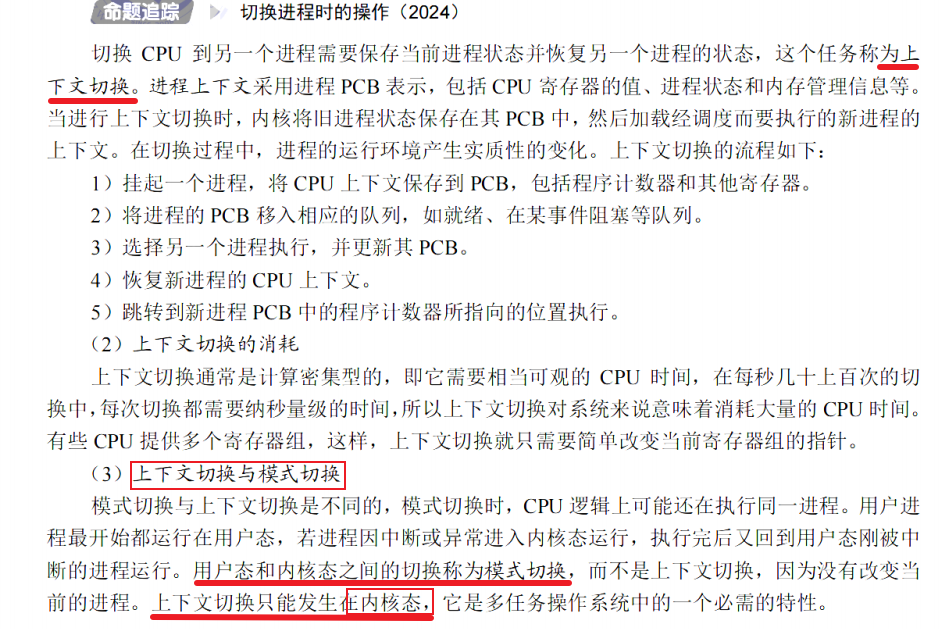 命题追踪 切换进程时的操作（2024）
切换 CPU 到另一个进程需要保存当前进程状态并恢复另一个进程的状态，这个任务称为上
下文切换。进程上下文采用进程 PCB 表示，包括 CPU 寄存器的值、进程状态和内存管理信息等。
当进行上下文切换时，内核将旧进程状态保存在其 PCB 中，然后加载经调度而要执行的新进程的
上下文。在切换过程中，进程的运行环境产生实质性的变化。上下文切换的流程如下：
1）挂起一个进程，将 CPU 上下文保存到 PCB，包括程序计数器和其他寄存器。
2）将进程的 PCB 移入相应的队列，如就绪、在某事件阻塞等队列。
3）选择另一个进程执行，并更新其 PCB。
4）恢复新进程的 CPU 上下文。
5）跳转到新进程 PCB 中的程序计数器所指向的位置执行。
（2）上下文切换的消耗
上下文切换通常是计算密集型的，即它需要相当可观的 CPU 时间，在每秒几十上百次的切
换中，每次切换都需要纳秒量级的时间，所以上下文切换对系统来说意味着消耗大量的 CPU 时间。
有些 CPU 提供多个寄存器组，这样，上下文切换就只需要简单改变当前寄存器组的指针。
（3）上下文切换与模式切换
模式切换与上下文切换是不同的，模式切换时，CPU 逻辑上可能还在执行同一进程。用户进
程最开始都运行在用户态，若进程因中断或异常进入内核态运行，执行完后又回到用户态刚被中
断的进程运行。用户态和内核态之间的切换称为模式切换，而不是上下文切换，因为没有改变当
前的进程。上下文切换只能发生在内核态，它是多任务操作系统中的一个必需的特性。